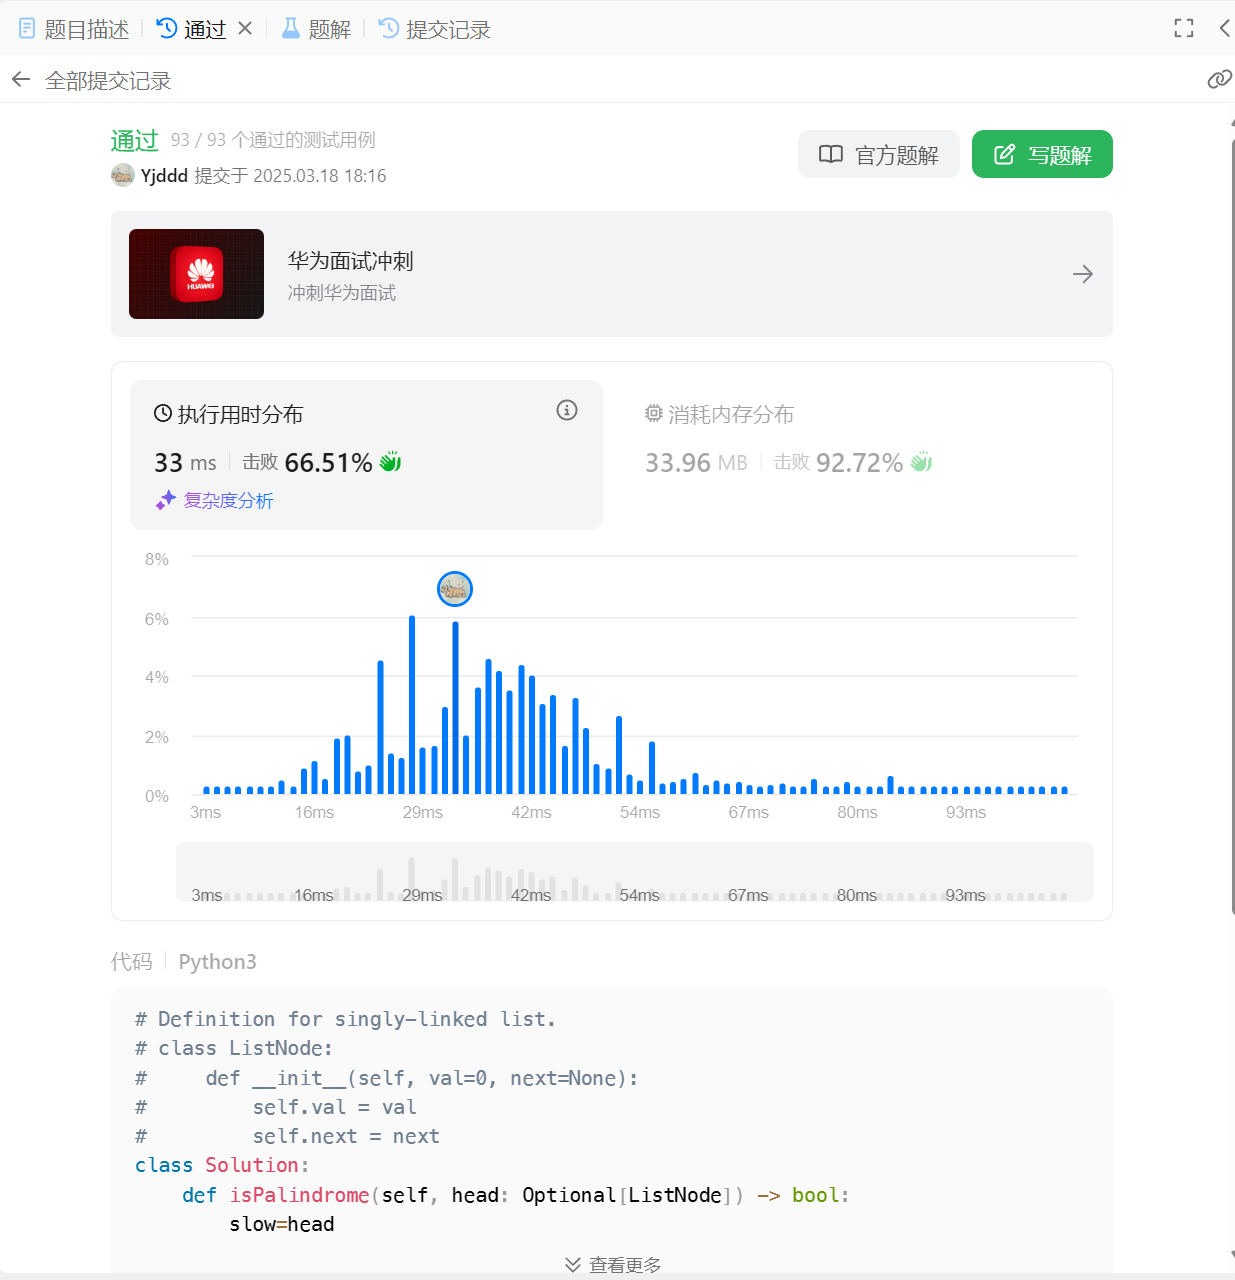 题目描述 通过 题解 提交记录
全部提交记录
通过 93 / 93 个通过的测试用例
Yjddd 提交于 2025.03.18 18:16
官方题解 写题解
HUAWEI
华为面试冲刺
冲刺华为面试
执行用时分布
33 ms 击败 66.51%
复杂度分析
消耗内存分布
33.96 MB 击败 92.72%
8%
6%
4%
2%
0%
3ms 16ms 29ms 42ms 54ms 67ms 80ms 93ms
3ms 16ms 29ms 42ms 54ms 67ms 80ms 93ms
代码 Python3
# Definition for singly-linked list.
# class ListNode:
#     def __init__(self, val=0, next=None):
#         self.val = val
#         self.next = next
class Solution:
    def isPalindrome(self, head: Optional[ListNode]) -> bool:
        slow=head
查看更多